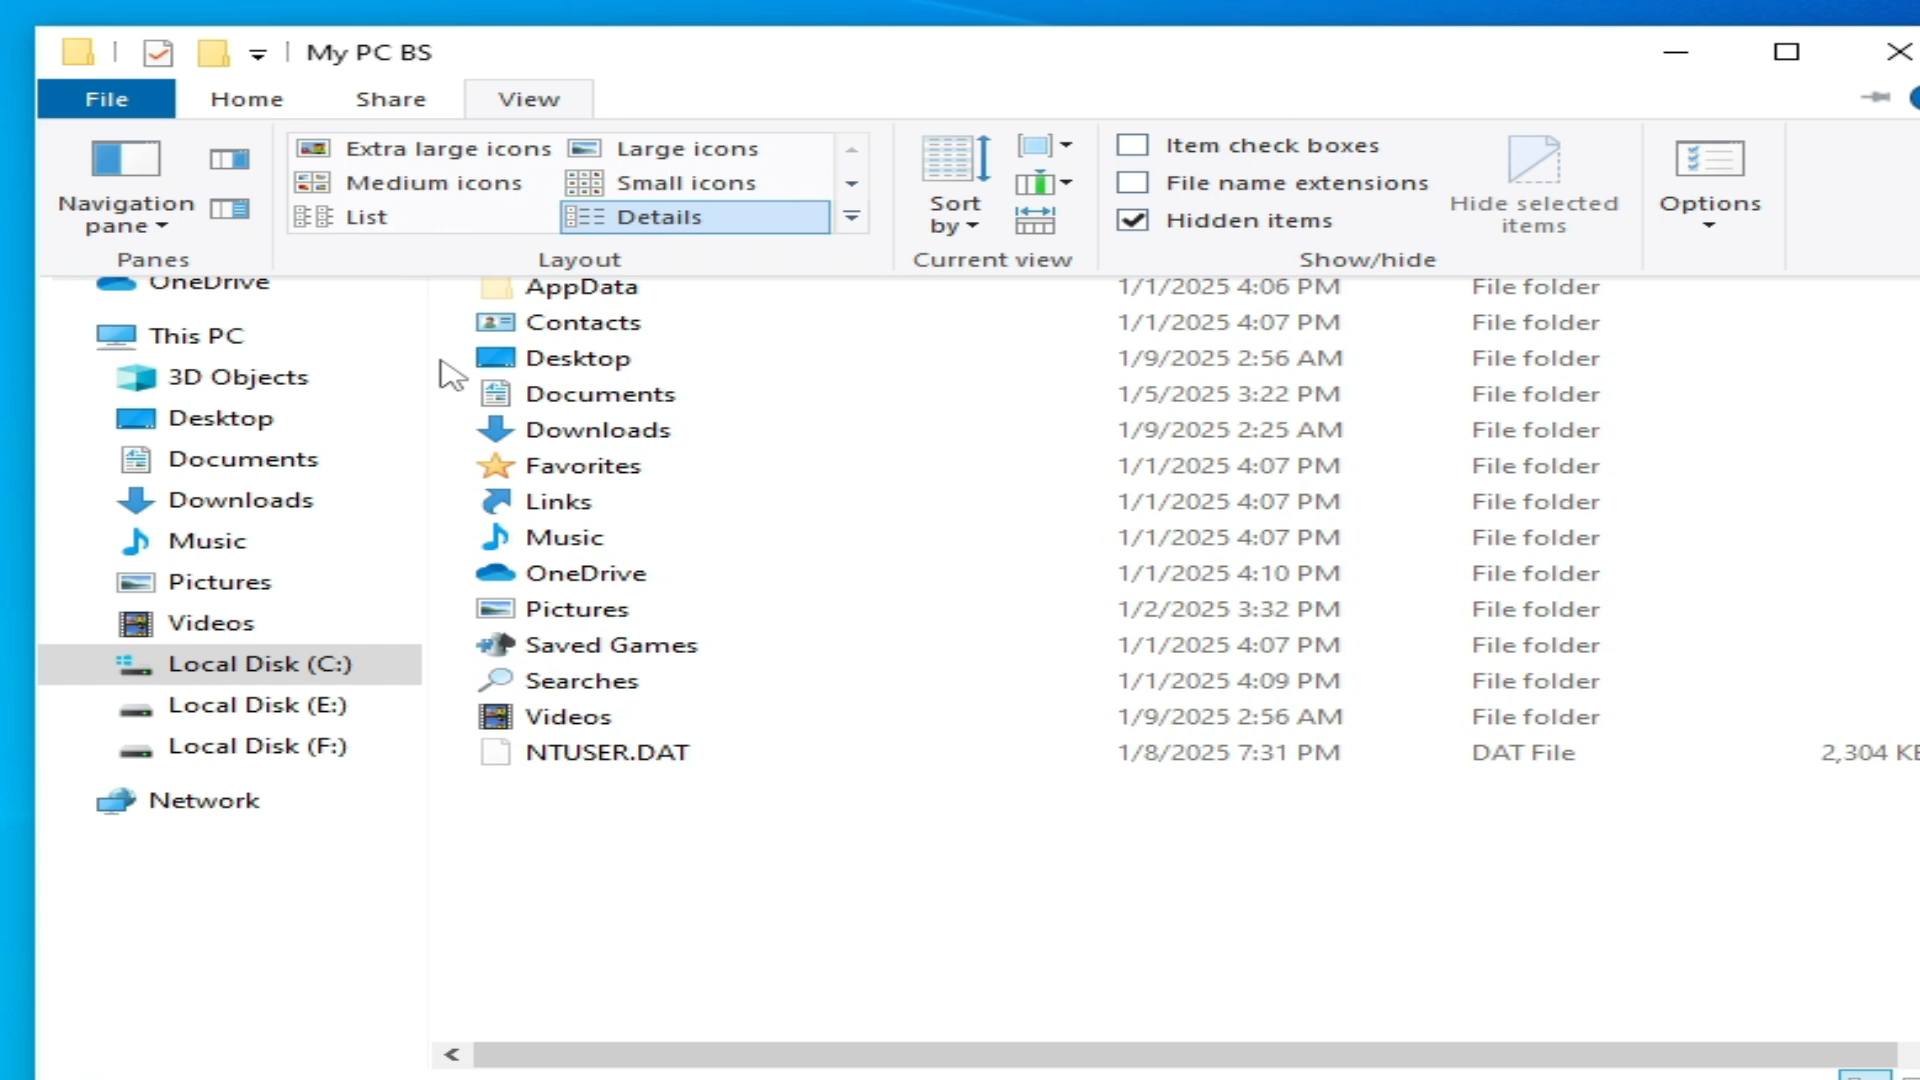 My PC BS
File Home Share View
Extra large icons Large icons
Medium icons Small icons
List Details
Navigation pane
Sort by
Item check boxes
File name extensions
Hidden items
Hide selected items
Options
Panes Layout Current view Show/hide
OneDrive
This PC
3D Objects
Desktop
Documents
Downloads
Music
Pictures
Videos
Local Disk (C:)
Local Disk (E:)
Local Disk (F:)
Network
AppData 1/1/2025 4:06 PM File folder
Contacts 1/1/2025 4:07 PM File folder
Desktop 1/9/2025 2:56 AM File folder
Documents 1/5/2025 3:22 PM File folder
Downloads 1/9/2025 2:25 AM File folder
Favorites 1/1/2025 4:07 PM File folder
Links 1/1/2025 4:07 PM File folder
Music 1/1/2025 4:07 PM File folder
OneDrive 1/1/2025 4:10 PM File folder
Pictures 1/2/2025 3:32 PM File folder
Saved Games 1/1/2025 4:07 PM File folder
Searches 1/1/2025 4:09 PM File folder
Videos 1/9/2025 2:56 AM File folder
NTUSER.DAT 1/8/2025 7:31 PM DAT File 2,304 KB